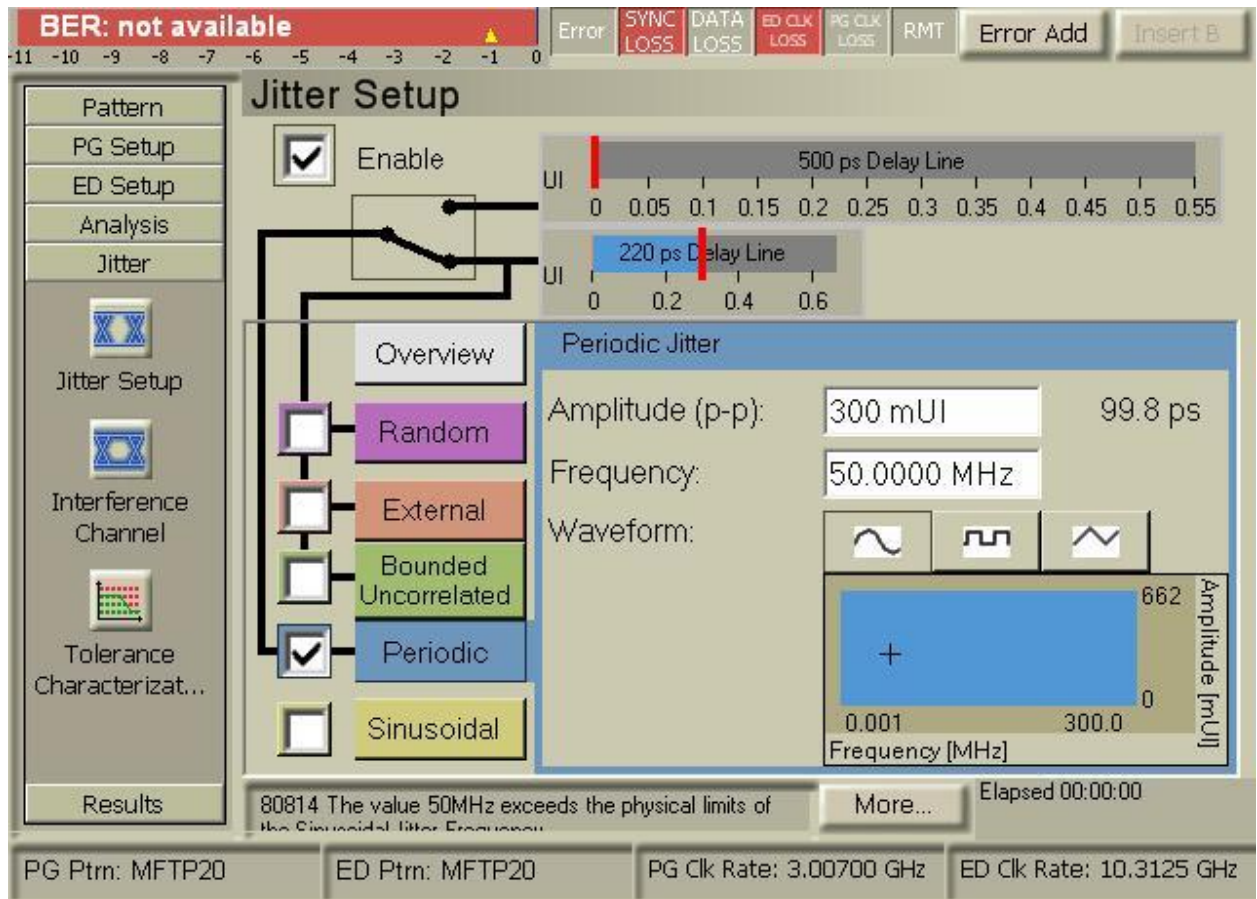 BER: not available
-11 -10 -9 -8 -7 -6 -5 -4 -3 -2 -1 0
Error
SYNC LOSS
DATA LOSS
ED CLK LOSS
PG CLK LOSS
RMT
Error Add
Insert B
Pattern
PG Setup
ED Setup
Analysis
Jitter
Jitter Setup
Interference
Channel
Tolerance
Characterizat...
Results
Jitter Setup
Enable
500 ps Delay Line
UI
0 0.05 0.1 0.15 0.2 0.25 0.3 0.35 0.4 0.45 0.5 0.55
220 ps Delay Line
UI
0 0.2 0.4 0.6
Overview
Random
External
Bounded
Uncorrelated
Periodic
Sinusoidal
Periodic Jitter
Amplitude (p-p): 300 mUI 99.8 ps
Frequency: 50.0000 MHz
Waveform:
662
0
Amplitude [mUI]
0.001 300.0
Frequency [MHz]
80814 The value 50MHz exceeds the physical limits of
the Sinusoidal Jitter Frequency
More...
Elapsed 00:00:00
PG Ptrn: MFTP20
ED Ptrn: MFTP20
PG Clk Rate: 3.00700 GHz
ED Clk Rate: 10.3125 GHz